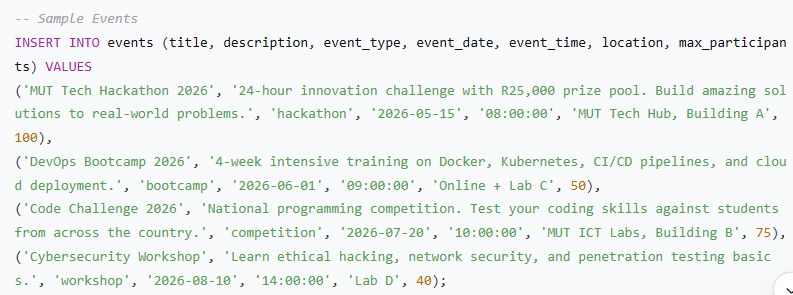 -- Sample Events
INSERT INTO events (title, description, event_type, event_date, event_time, location, max_participan
ts) VALUES
('MUT Tech Hackathon 2026', '24-hour innovation challenge with R25,000 prize pool. Build amazing sol
utions to real-world problems.', 'hackathon', '2026-05-15', '08:00:00', 'MUT Tech Hub, Building A',
100),
('DevOps Bootcamp 2026', '4-week intensive training on Docker, Kubernetes, CI/CD pipelines, and clou
d deployment.', 'bootcamp', '2026-06-01', '09:00:00', 'Online + Lab C', 50),
('Code Challenge 2026', 'National programming competition. Test your coding skills against students
from across the country.', 'competition', '2026-07-20', '10:00:00', 'MUT ICT Labs, Building B', 75),
('Cybersecurity Workshop', 'Learn ethical hacking, network security, and penetration testing basic
s.', 'workshop', '2026-08-10', '14:00:00', 'Lab D', 40);